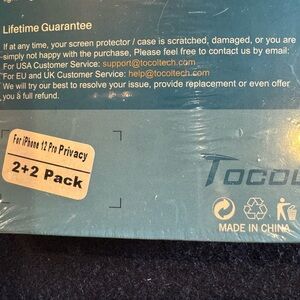 Lifetime Guarantee
If at any time, your screen protector / case is scratched, damaged, or you are
simply not happy with the purchase, Please feel free to contact us by email:
For USA Customer Service: support@tocoltech.com
For EU and UK Customer Service: help@tocoltech.com
We will try our best to resolve your issue, provide replacement or even offer
you a full refund.
For iPhone 12 Pro Privacy
2+2 Pack
TOCOL
MADE IN CHINA